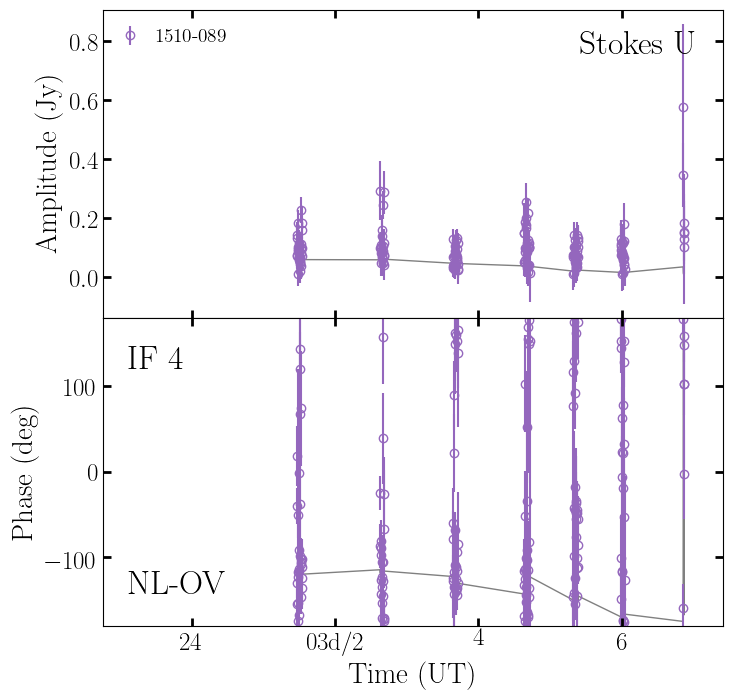 1510-089
Stokes U
0.8
0.6
0.4
0.2
0.0
Amplitude (Jy)
IF 4
100
0
−100
Phase (deg)
NL-OV
24
03d/2
4
6
Time (UT)